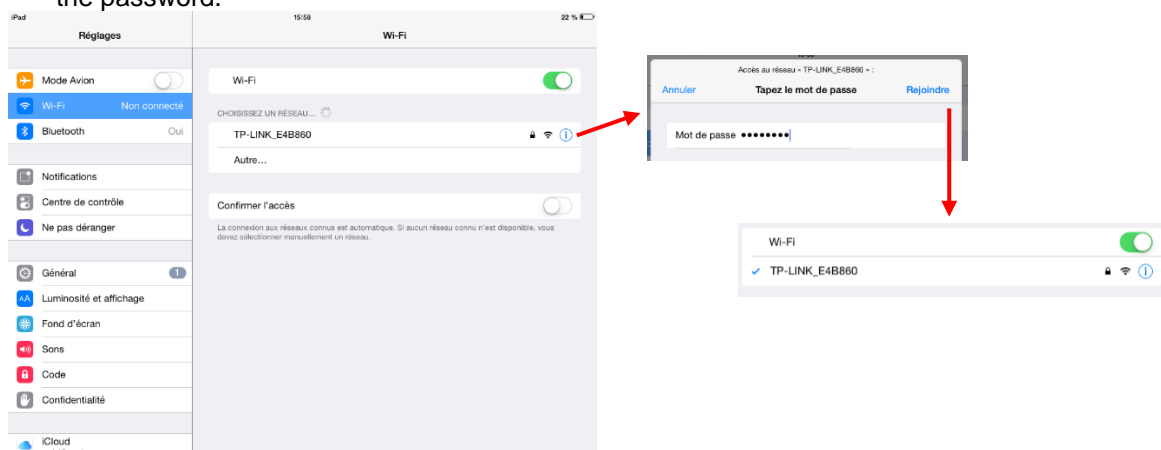 the password.
iPad
15:58
22 %
Réglages
Wi-Fi
Mode Avion
Wi-Fi Non connecté
Bluetooth Oui
Notifications
Centre de contrôle
Ne pas déranger
Général 1
AA Luminosité et affichage
Fond d'écran
Sons
Code
Confidentialité
iCloud
Wi-Fi
CHOISISSEZ UN RÉSEAU...
TP-LINK_E4B860
Autre...
Confirmer l'accès
La connexion aux réseaux connus est automatique. Si aucun réseau connu n'est disponible, vous
devez sélectionner manuellement un réseau.
Accès au réseau « TP-LINK_E4B860 » :
Annuler Tapez le mot de passe Rejoindre
Mot de passe ••••••••
Wi-Fi
✓ TP-LINK_E4B860